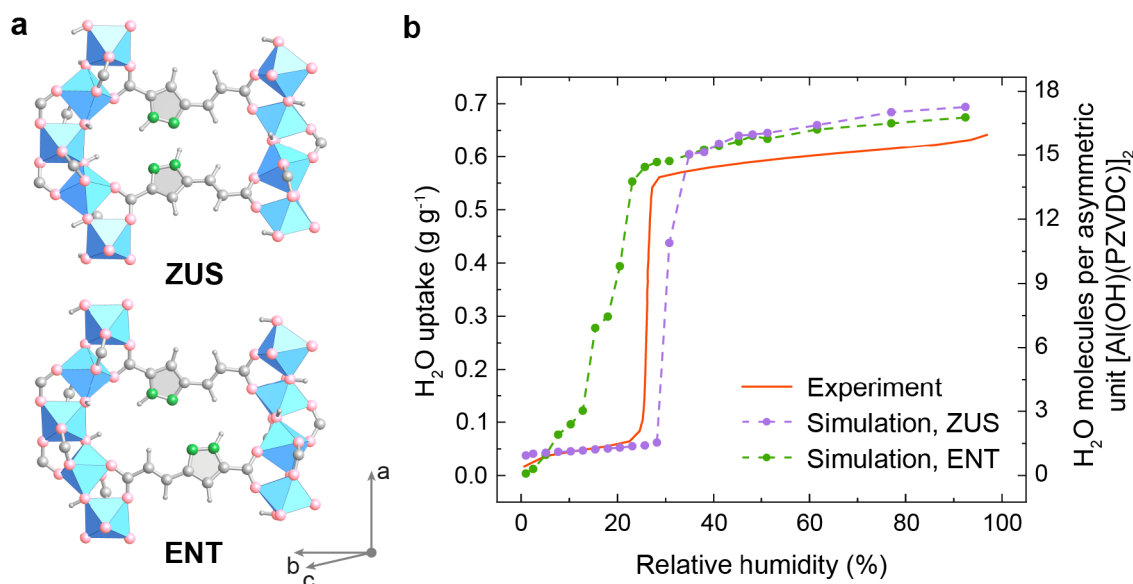 a
ZUS
ENT
a
b
c
b
H₂O uptake (g g⁻¹)
0.7
0.6
0.5
0.4
0.3
0.2
0.1
0.0
18
15
12
9
6
3
0
H₂O molecules per asymmetric
unit [Al(OH)(PZVDC)]₂
Experiment
Simulation, ZUS
Simulation, ENT
0
20
40
60
80
100
Relative humidity (%)